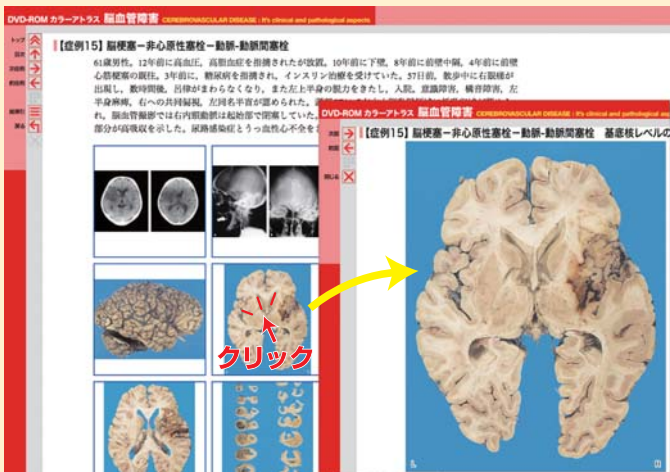 DVD-ROM カラーアトラス 脳血管障害 CEREBROVASCULAR DISEASE : It's clinical and pathological aspects
トップ
目次
次症例
前症例
戻る
【症例15】脳梗塞－非心原性塞栓－動脈-動脈間塞栓
61歳男性。12年前に高血圧，高脂血症を指摘されたが放置。10年前に下壁，8年前に前壁中隔，4年前に前壁
心筋梗塞の既往。3年前に，糖尿病を指摘され，インスリン治療を受けていた。37日前，散歩中に右眼痛が
出現し，数時間後，呂律がまわらなくなり，また左上半身の脱力をきたし，入院。意識障害，構音障害，左
半身麻痺，右への共同偏視，左同名半盲が認められた。
れ，脳血管撮影では右内頸動脈は起始部で閉塞していた。
部分が高吸収を示した。尿路感染症とうっ血性心不全を
DVD-ROM カラーアトラス 脳血管障害 CEREBROVASCULAR DISEASE : It's clinical and pathological asp
次図
前図
閉じる
【症例15】脳梗塞－非心原性塞栓－動脈-動脈間塞栓 基底核レベルの
クリック